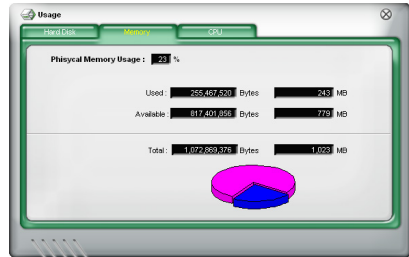 Usage
Hard Disk Memory CPU
Phisycal Memory Usage : 23 %
Used : 255,467,520 Bytes 243 MB
Available : 817,401,856 Bytes 779 MB
Total : 1,072,869,376 Bytes 1,023 MB